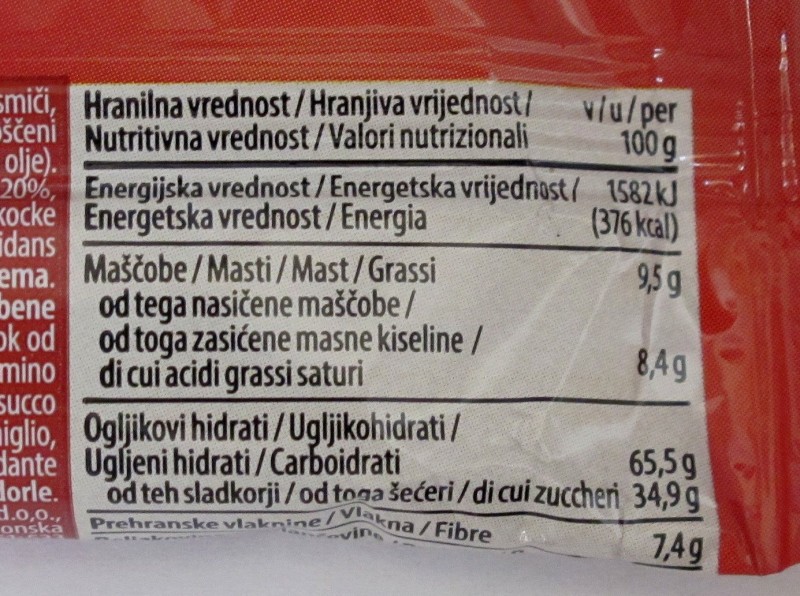 smiči,
olje).
20%,
kocke
idans
ema.
bene
ok od
mino
succo
iglio,
dante
dorle.
d.o,o.,
onska
Hranilna vrednost / Hranjiva vrijednost / v/u/per
Nutritivna vrednost / Valori nutrizionali 100 g
Energijska vrednost / Energetska vrijednost / 1582 kJ
Energetska vrednost / Energia (376 kcal)
Maščobe / Masti / Mast / Grassi 9,5 g
od tega nasičene maščobe /
od toga zasićene masne kiseline /
di cui acidi grassi saturi 8,4 g
Ogljikovi hidrati / Ugljikohidrati /
Ugljeni hidrati / Carboidrati 65,5 g
od teh sladkorji / od toga šećeri / di cui zuccheri 34,9 g
Prehranske vlaknine / Vlakna / Fibre 7,4 g